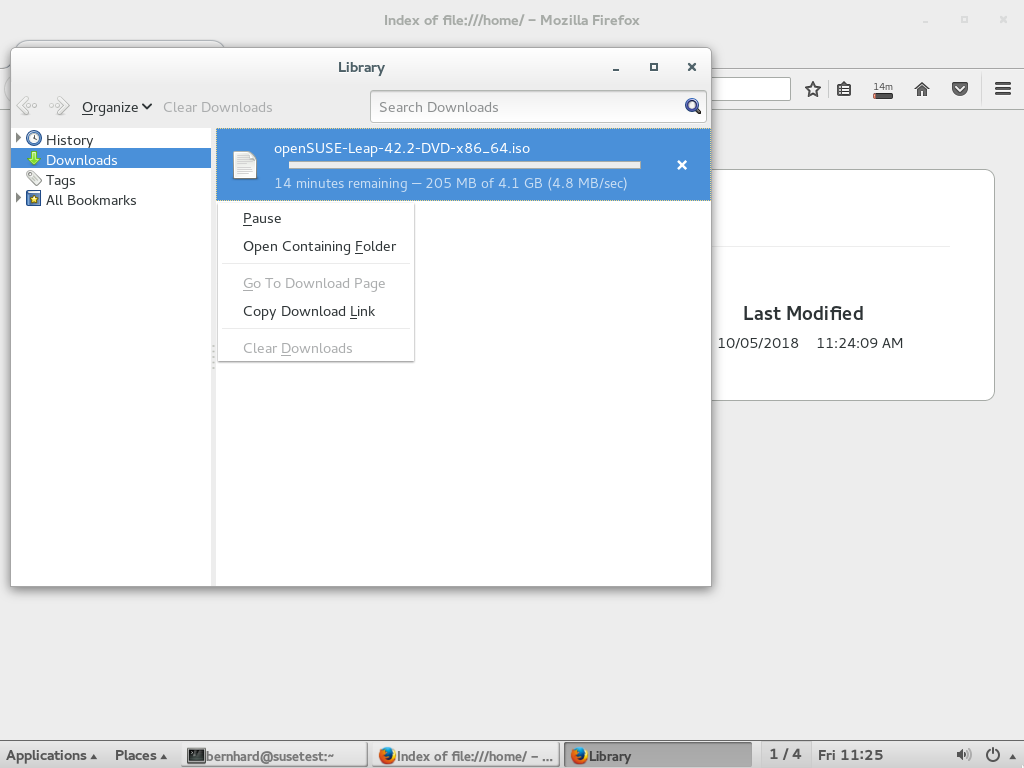 Index of file:///home/ – Mozilla Firefox
Library
Organize
Clear Downloads
Search Downloads
14m
History
Downloads
Tags
All Bookmarks
openSUSE-Leap-42.2-DVD-x86_64.iso
14 minutes remaining — 205 MB of 4.1 GB (4.8 MB/sec)
Pause
Open Containing Folder
Go To Download Page
Copy Download Link
Clear Downloads
Last Modified
10/05/2018 11:24:09 AM
Applications
Places
bernhard@susetest:~
Index of file:///home/ – ...
Library
1 / 4
Fri 11:25